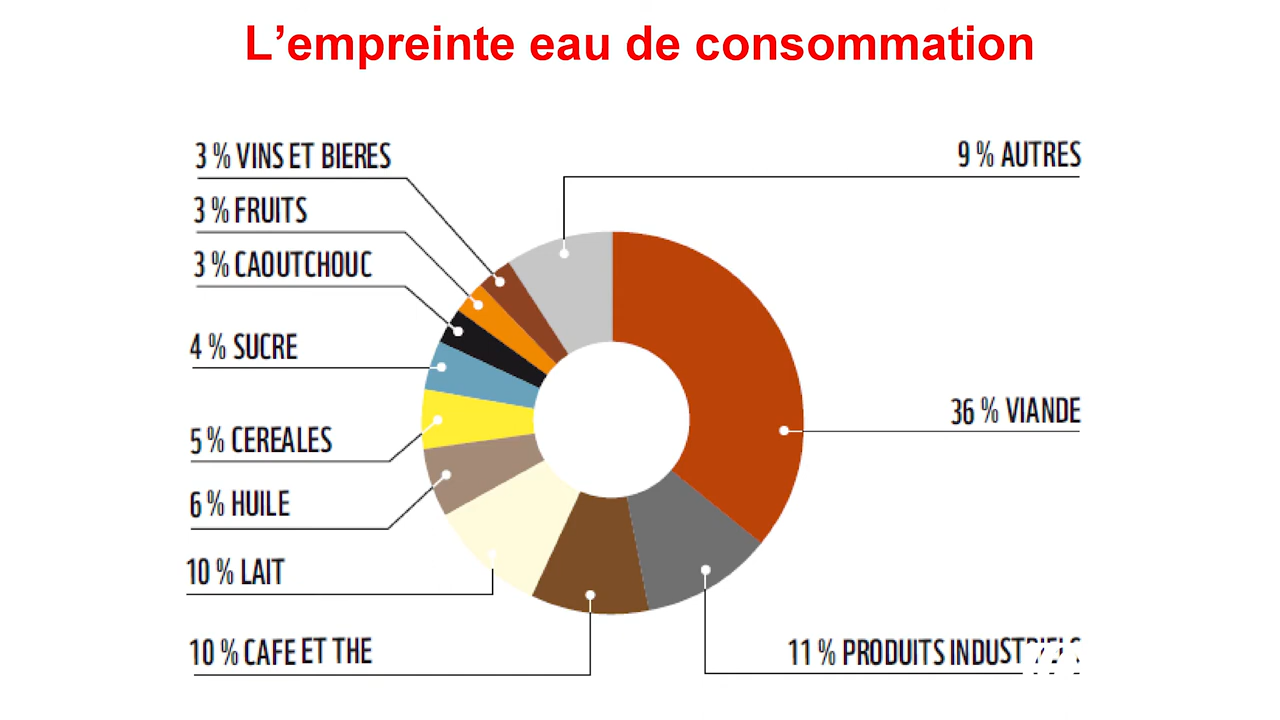 L’empreinte eau de consommation
3 % VINS ET BIERES
9 % AUTRES
3 % FRUITS
3 % CAOUTCHOUC
4 % SUCRE
36 % VIANDE
5 % CEREALES
6 % HUILE
10 % LAIT
10 % CAFE ET THE
11 % PRODUITS INDUSTRIELS